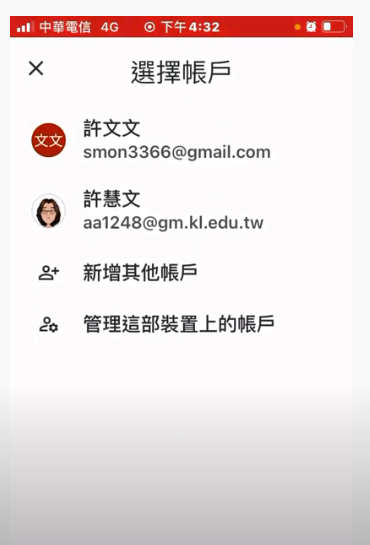 中華電信 4G 下午4:32
選擇帳戶
文文
許文文
smon3366@gmail.com
許慧文
aa1248@gm.kl.edu.tw
新增其他帳戶
管理這部裝置上的帳戶